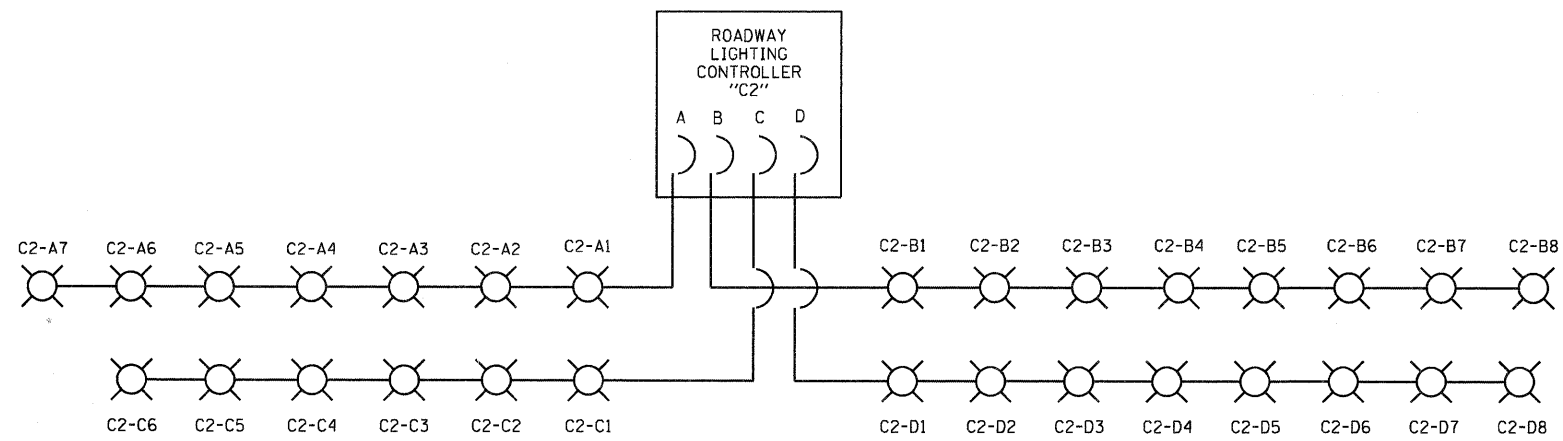 ROADWAY
LIGHTING
CONTROLLER
"C2"
A B C D
C2-A7 C2-A6 C2-A5 C2-A4 C2-A3 C2-A2 C2-A1 C2-B1 C2-B2 C2-B3 C2-B4 C2-B5 C2-B6 C2-B7 C2-B8
C2-C6 C2-C5 C2-C4 C2-C3 C2-C2 C2-C1 C2-D1 C2-D2 C2-D3 C2-D4 C2-D5 C2-D6 C2-D7 C2-D8